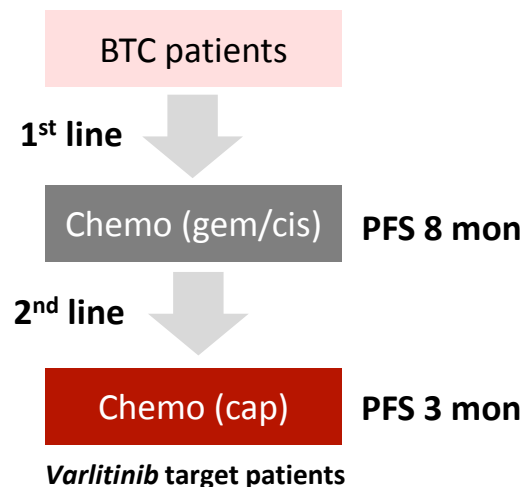 BTC patients
1st line
Chemo (gem/cis)
PFS 8 mon
2nd line
Chemo (cap)
PFS 3 mon
Varlitinib target patients